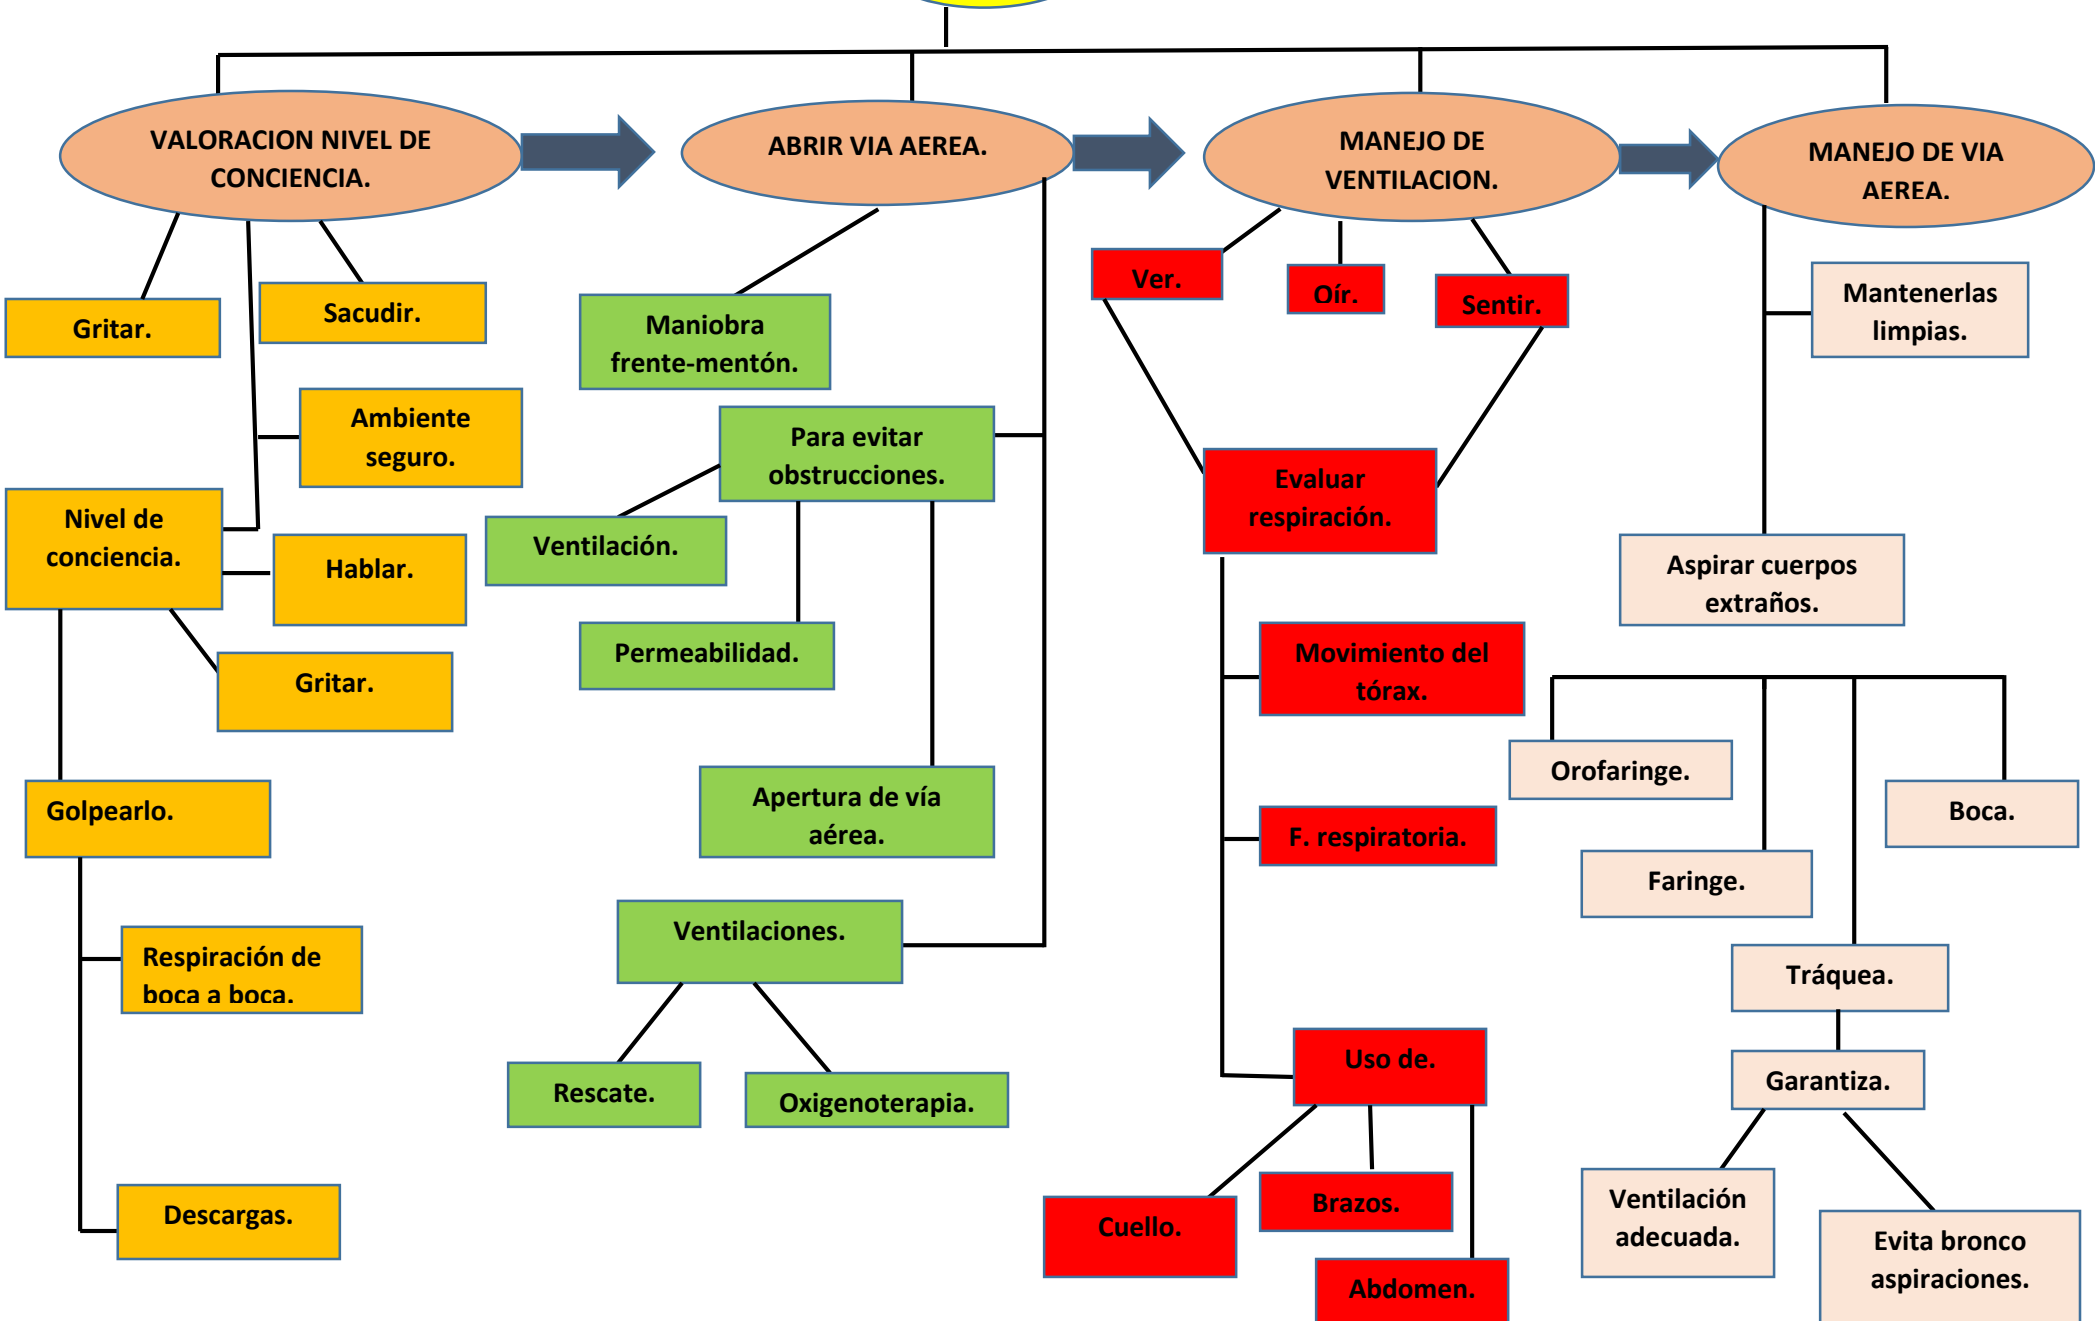 VALORACION NIVEL DE
CONCIENCIA.
ABRIR VIA AEREA.
MANEJO DE
VENTILACION.
MANEJO DE VIA
AEREA.
Gritar.
Sacudir.
Ambiente
seguro.
Nivel de
conciencia.
Hablar.
Gritar.
Golpearlo.
Respiración de
boca a boca.
Descargas.
Maniobra
frente-mentón.
Para evitar
obstrucciones.
Ventilación.
Permeabilidad.
Apertura de vía
aérea.
Ventilaciones.
Rescate.
Oxigenoterapia.
Ver.
Oír.
Sentir.
Evaluar
respiración.
Movimiento del
tórax.
F. respiratoria.
Uso de.
Cuello.
Brazos.
Abdomen.
Mantenerlas
limpias.
Aspirar cuerpos
extraños.
Orofaringe.
Boca.
Faringe.
Tráquea.
Garantiza.
Ventilación
adecuada.
Evita bronco
aspiraciones.